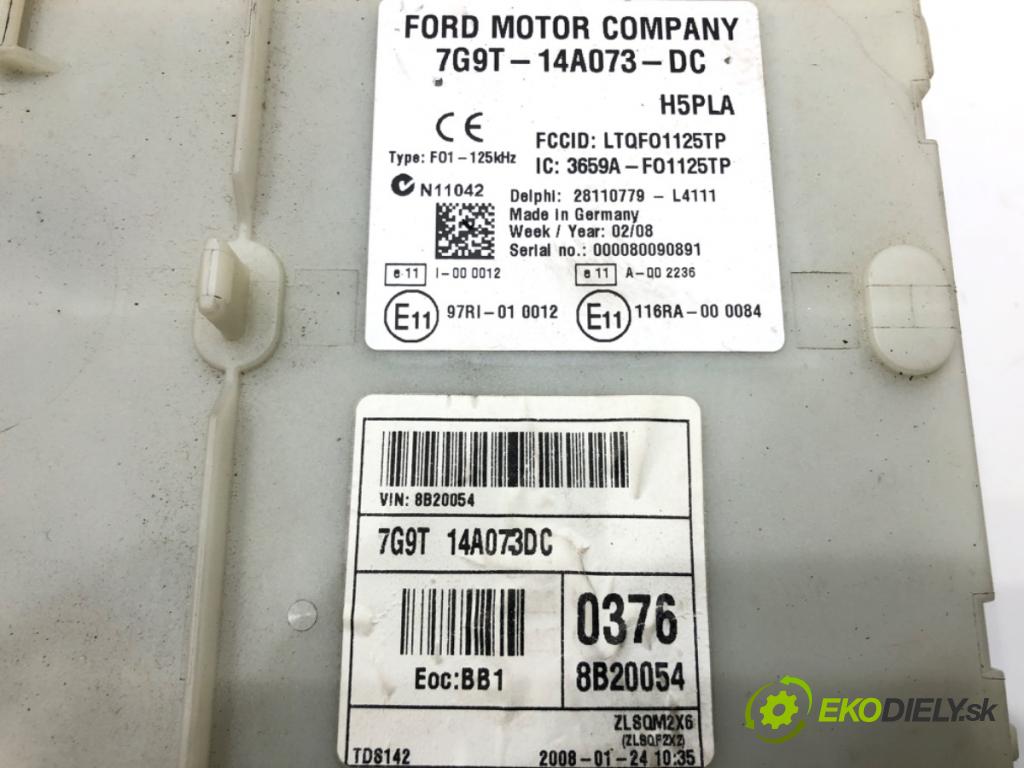 FORD MOTOR COMPANY
7G9T-14A073-DC
H5PLA
CE
FCCID: LTQFO1125TP
Type: FO1-125kHz
IC: 3659A-FO1125TP
N11042
Delphi: 28110779 - L4111
Made in Germany
Week / Year: 02/08
Serial no.: 000080090891
e 11 I-00 0012 e 11 A-00 2236
E11 97RI-01 0012 E11 116RA-00 0084
VIN: 8B20054
7G9T 14A073DC
0376
Eoc:BB1
8B20054
ZLSQM2X6
(ZLSQF2X2)
TDS142
2008-01-24 10:35
EKODIELY.sk